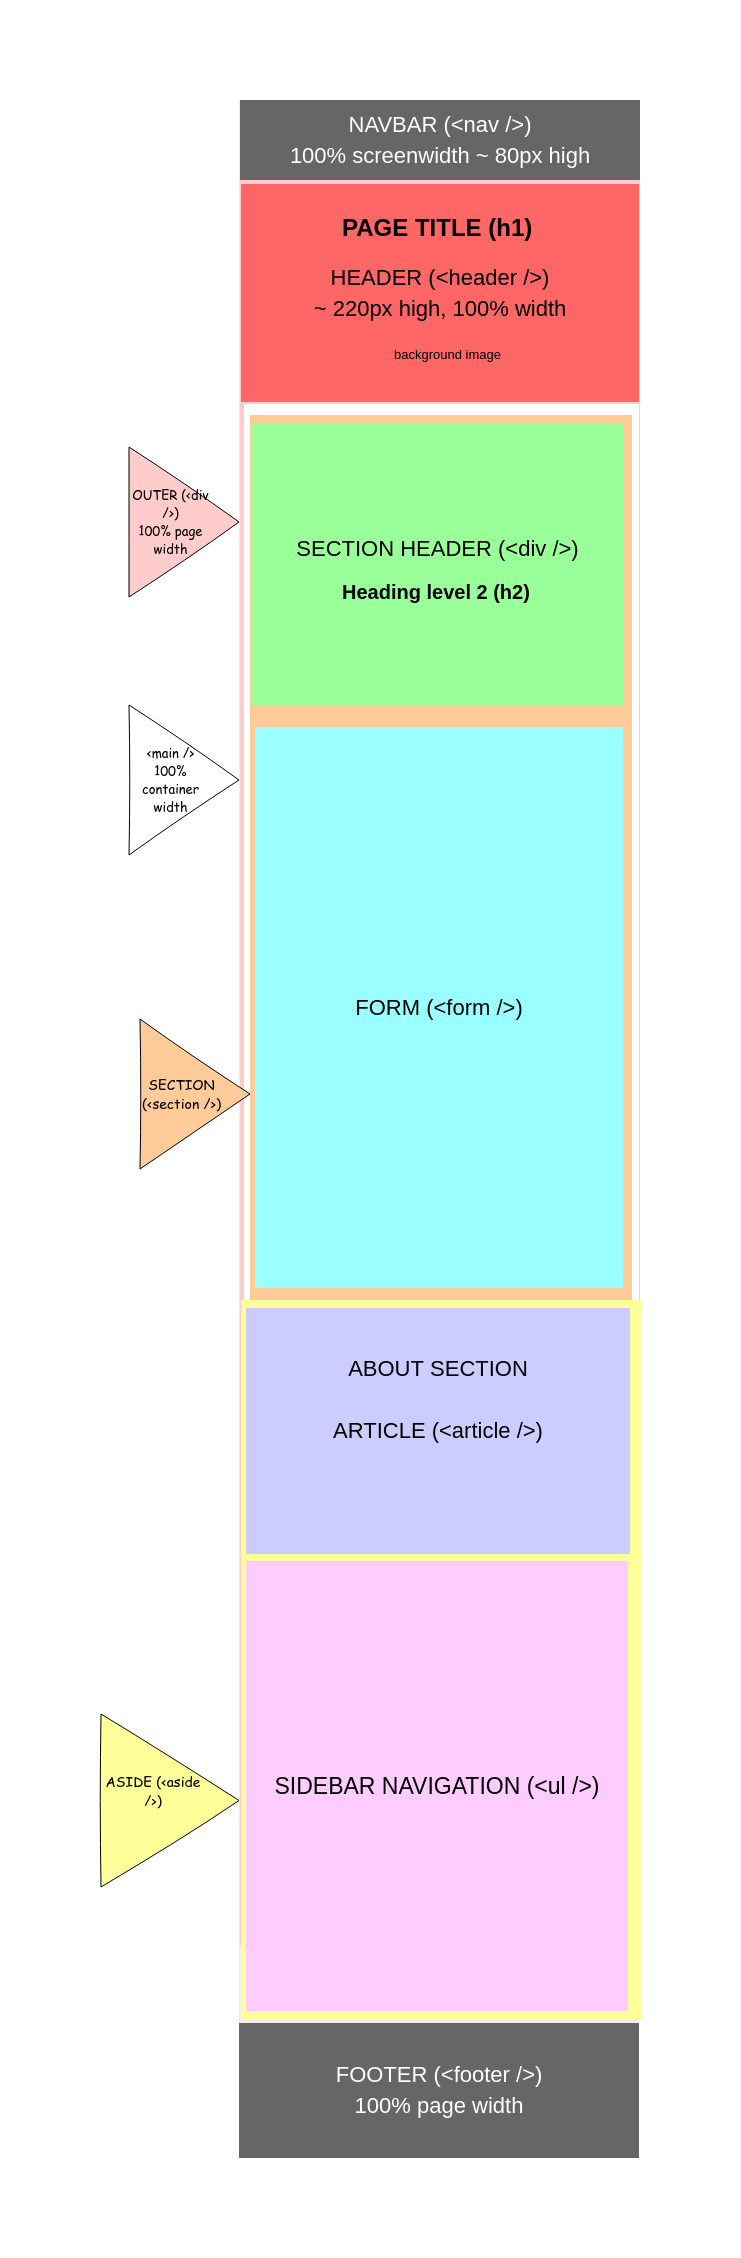 NAVBAR (<nav />)
100% screenwidth ~ 80px high
PAGE TITLE (h1)
HEADER (<header />)
~ 220px high, 100% width
background image
OUTER (<div
/>)
100% page
width
SECTION HEADER (<div />)
Heading level 2 (h2)
<main />
100%
container
width
FORM (<form />)
SECTION
(<section />)
ABOUT SECTION
ARTICLE (<article />)
ASIDE (<aside
/>)
SIDEBAR NAVIGATION (<ul />)
FOOTER (<footer />)
100% page width